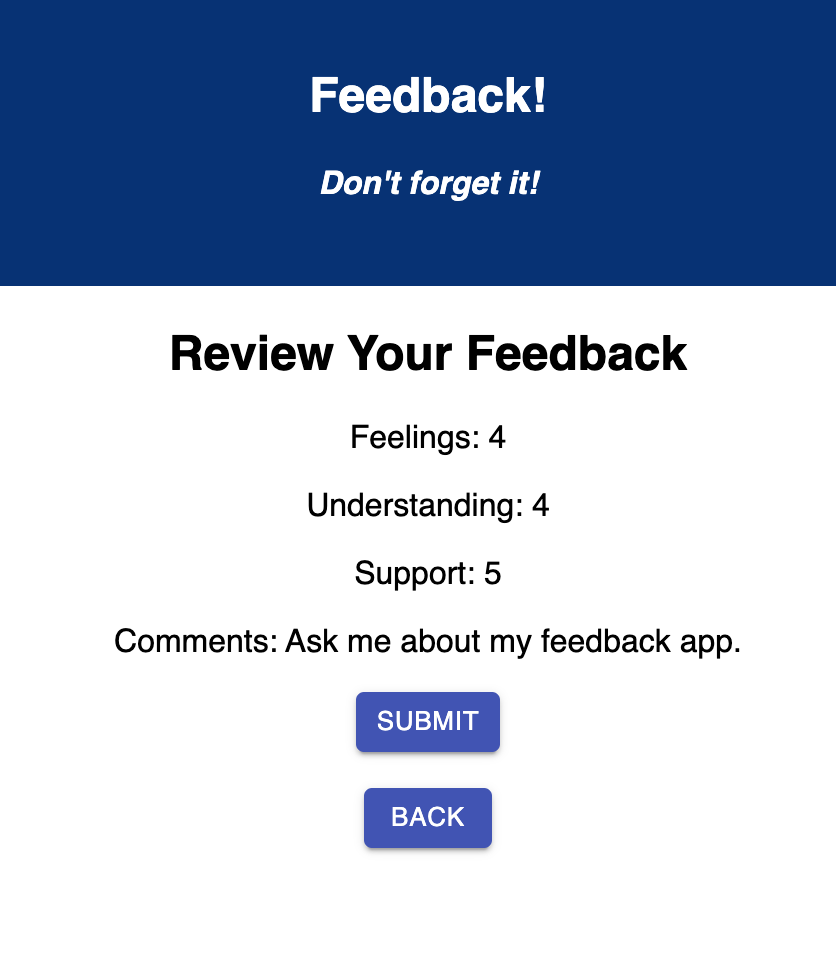 Feedback!
Don't forget it!
Review Your Feedback
Feelings: 4
Understanding: 4
Support: 5
Comments: Ask me about my feedback app.
SUBMIT
BACK